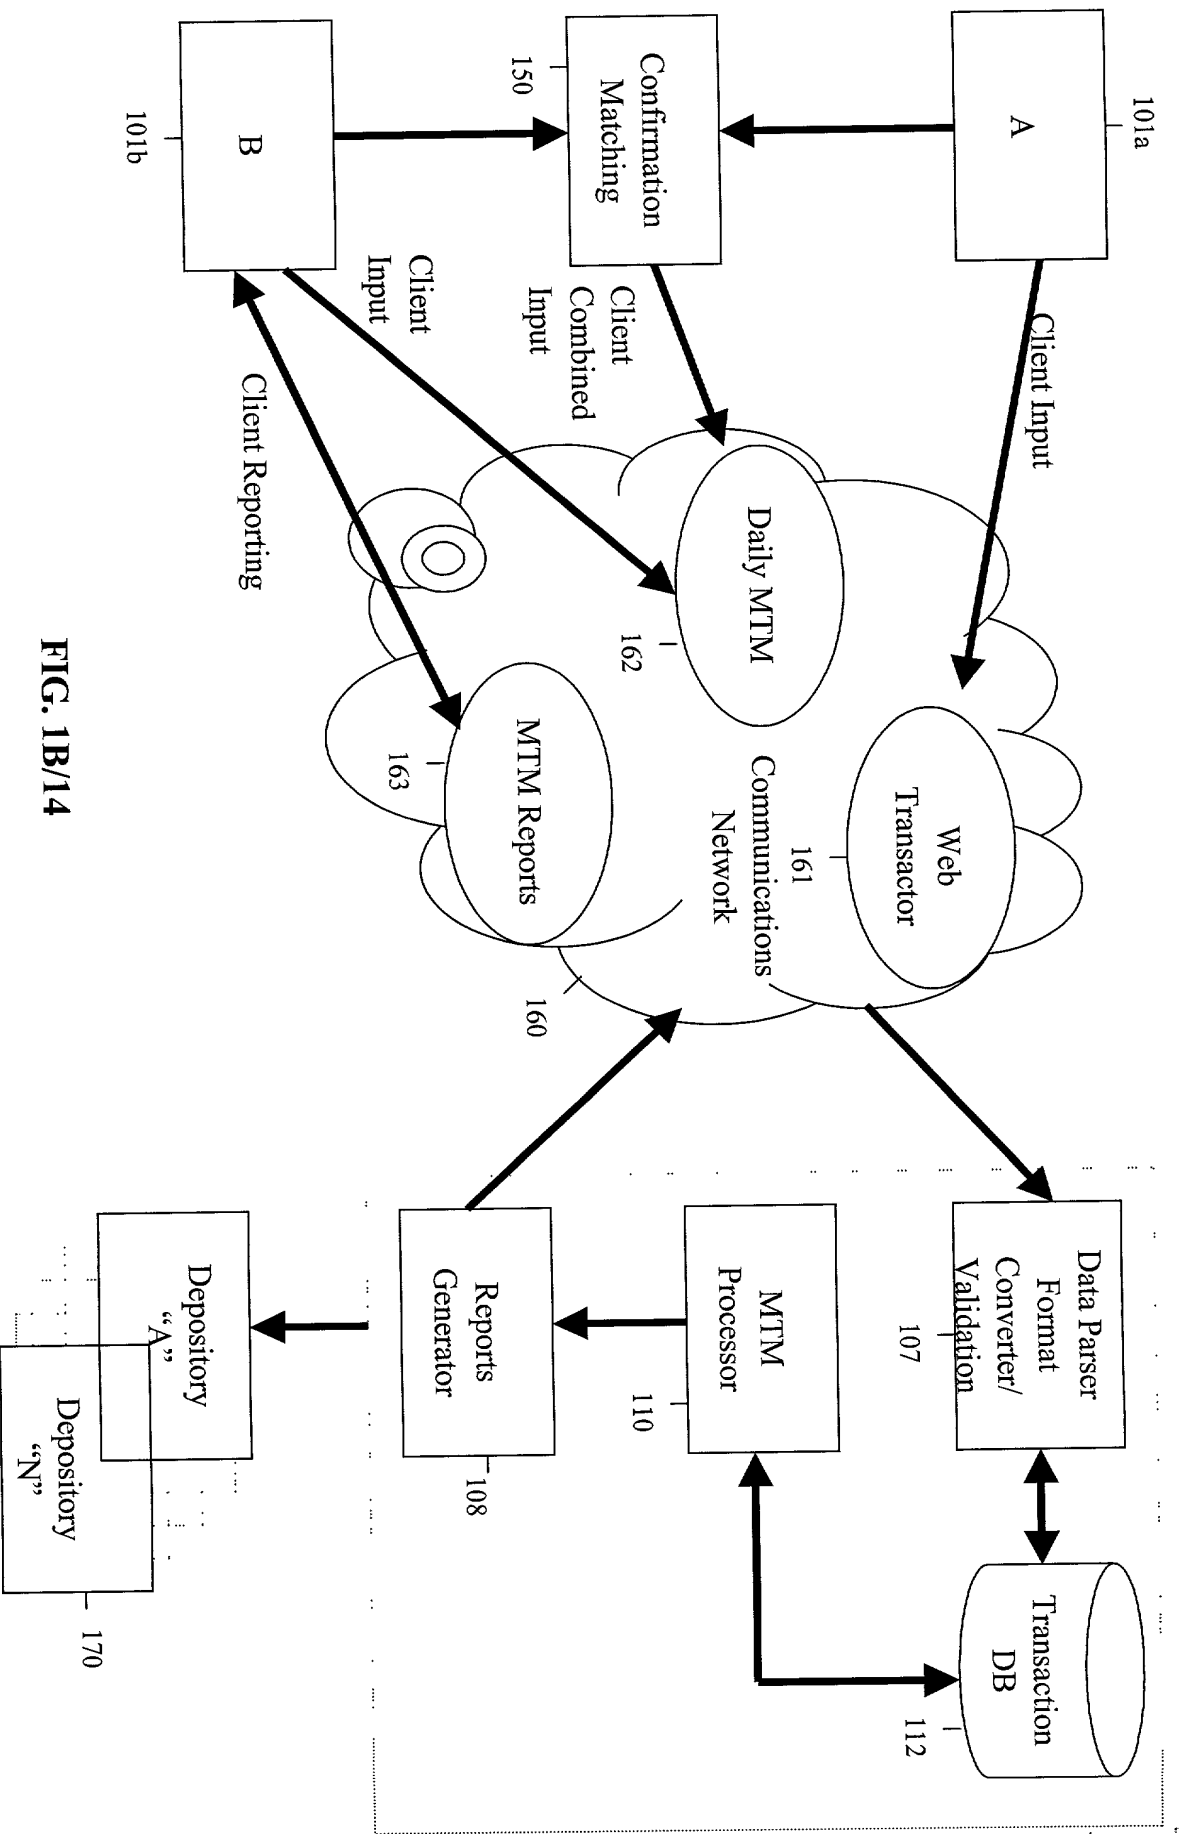 101a
A
Client Input
Confirmation
Matching
150
Client
Combined
Input
B
101b
Client
Input
Client Reporting
Daily MTM
162
Web
Transactor
161
Communications
Network
MTM Reports
163
160
Data Parser
Format
Converter/
Validation
107
Transaction
DB
112
MTM
Processor
110
Reports
Generator
108
Depository
“A”
Depository
“N”
170
FIG. 1B/14